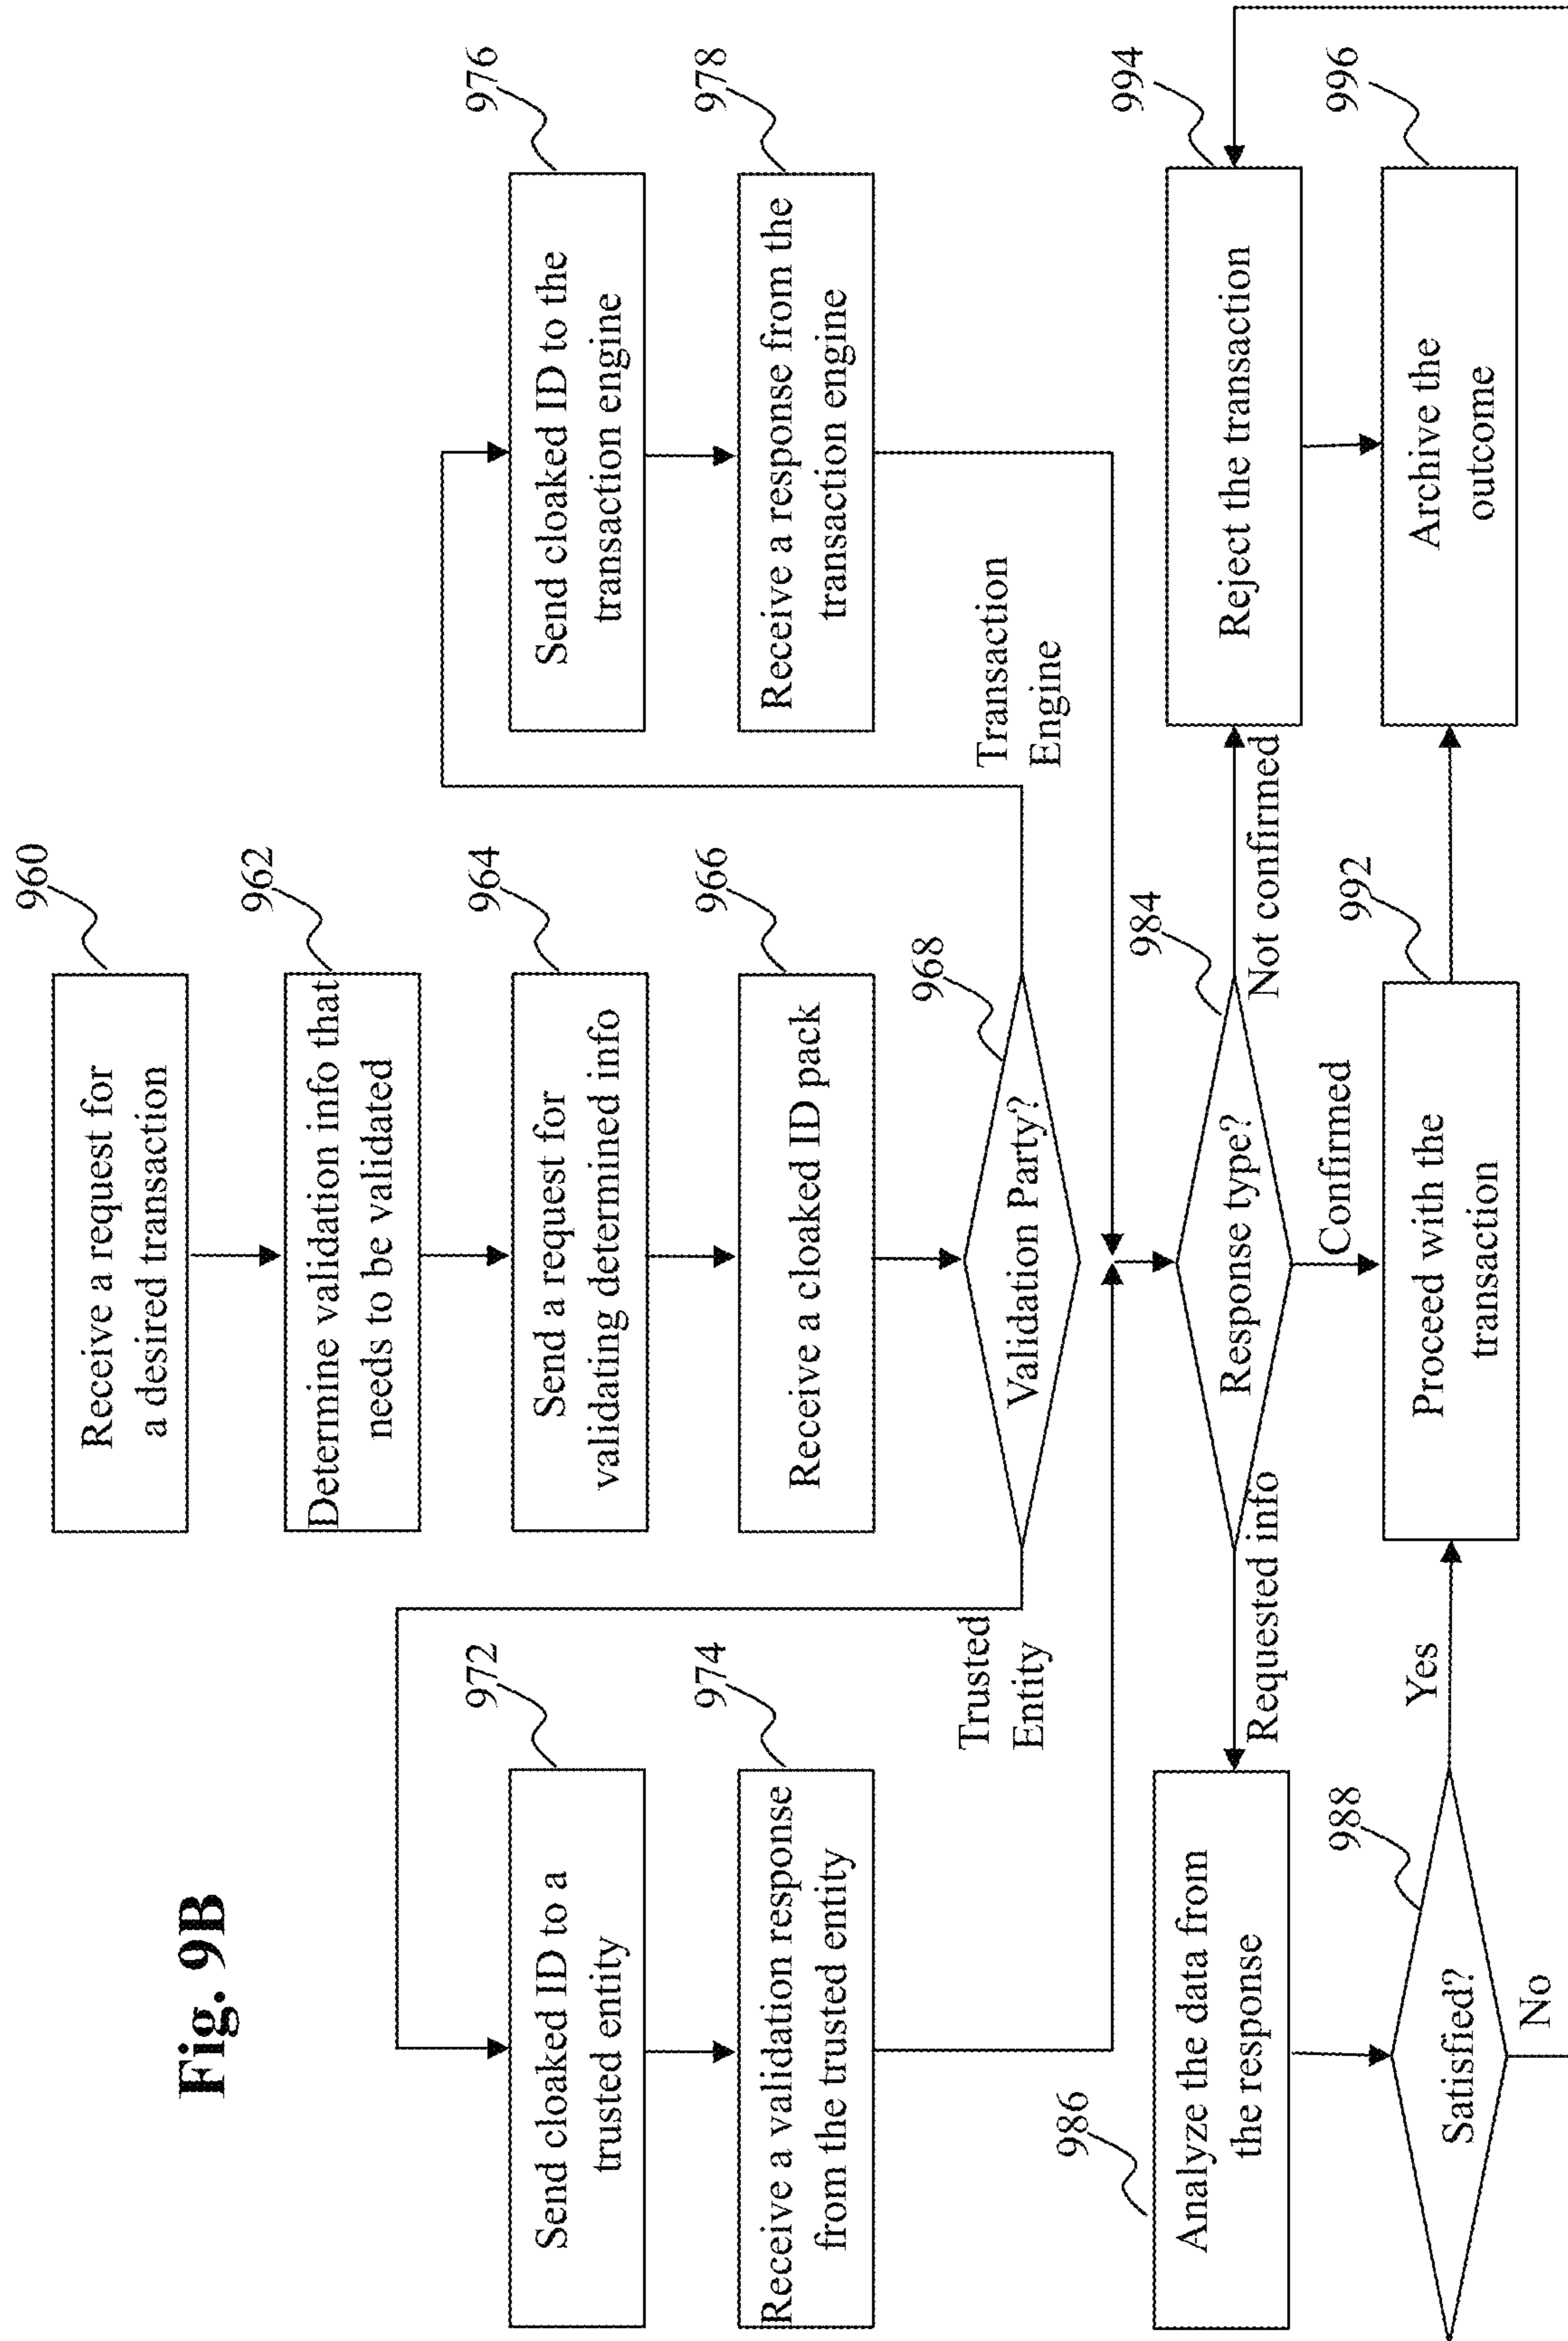 Fig. 9B
960
Receive a request for
a desired transaction
962
Determine validation info that
needs to be validated
964
Send a request for
validating determined info
966
Receive a cloaked ID pack
968
Validation Party?
Trusted
Entity
Transaction
Engine
972
Send cloaked ID to a
trusted entity
974
Receive a validation response
from the trusted entity
976
Send cloaked ID to the
transaction engine
978
Receive a response from the
transaction engine
984
Response type?
Requested info
Confirmed
Not confirmed
986
Analyze the data from
the response
988
Satisfied?
Yes
No
992
Proceed with the
transaction
994
Reject the transaction
996
Archive the
outcome